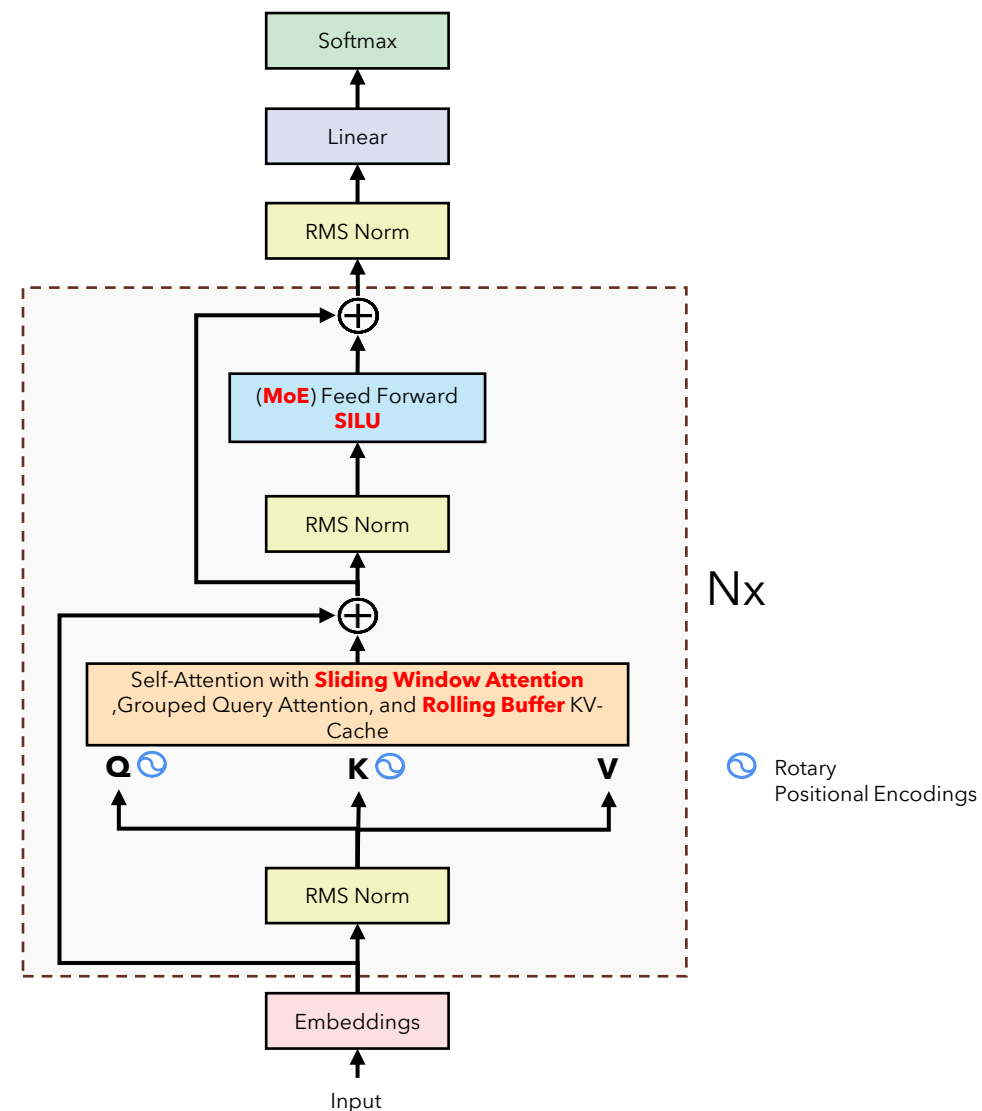 Softmax
Linear
RMS Norm
(MoE) Feed Forward
SILU
RMS Norm
Nx
Self-Attention with Sliding Window Attention
,Grouped Query Attention, and Rolling Buffer KV-
Cache
Q K V
Rotary
Positional Encodings
RMS Norm
Embeddings
Input